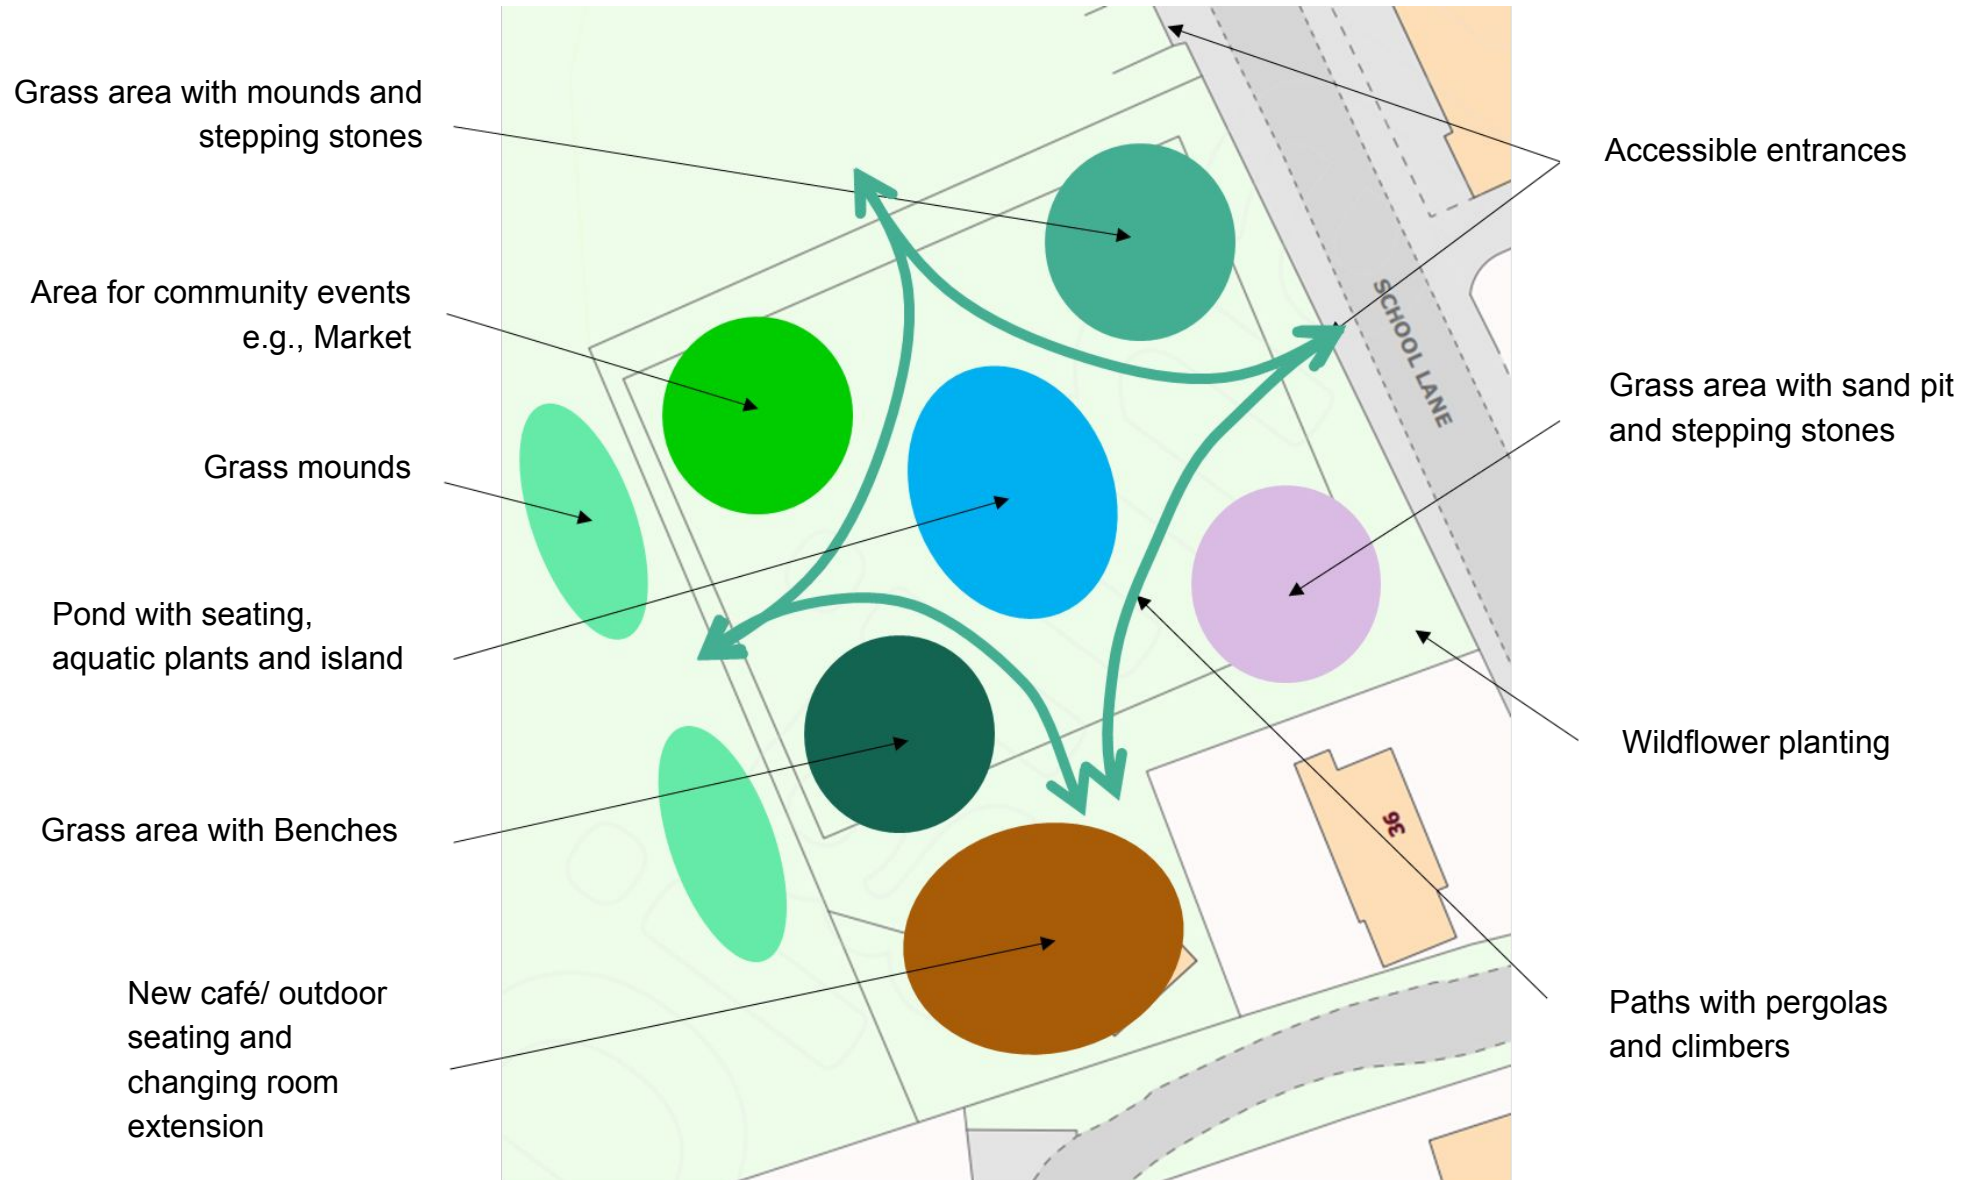 Grass area with mounds and
stepping stones
Area for community events
e.g., Market
Grass mounds
Pond with seating,
aquatic plants and island
Grass area with Benches
New café/ outdoor
seating and
changing room
extension
SCHOOL LANE
36
Accessible entrances
Grass area with sand pit
and stepping stones
Wildflower planting
Paths with pergolas
and climbers